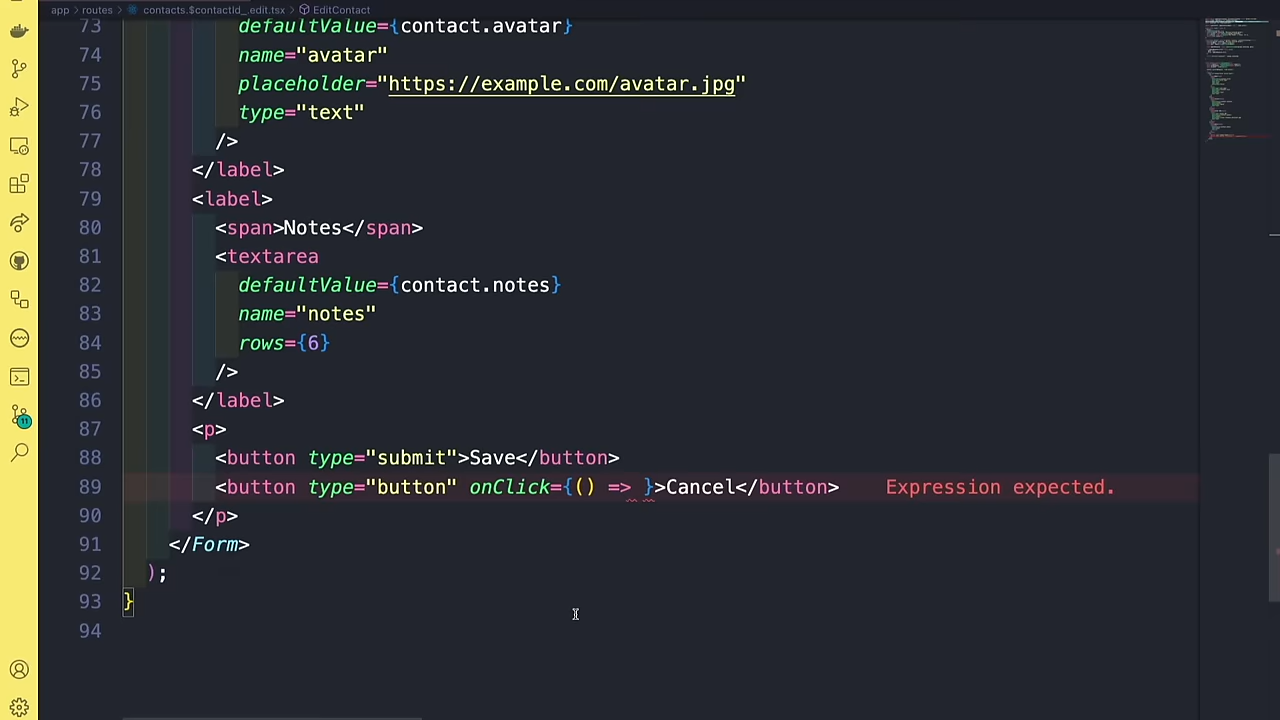 app > routes > contacts.$contactId_.edit.tsx > EditContact
73 defaultValue={contact.avatar}
74 name="avatar"
75 placeholder="https://example.com/avatar.jpg"
76 type="text"
77 />
78 </label>
79 <label>
80 <span>Notes</span>
81 <textarea
82 defaultValue={contact.notes}
83 name="notes"
84 rows={6}
85 />
86 </label>
87 <p>
88 <button type="submit">Save</button>
89 <button type="button" onClick={() => }>Cancel</button> Expression expected.
90 </p>
91 </Form>
92 );
93 }
94
11